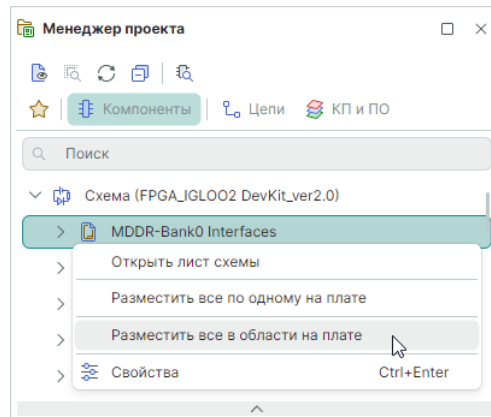 Менеджер проекта
Компоненты Цепи КП и ПО
Поиск
Схема (FPGA_IGLOO2 DevKit_ver2.0)
MDDR-Bank0 Interfaces
Открыть лист схемы
Разместить все по одному на плате
Разместить все в области на плате
Свойства Ctrl+Enter